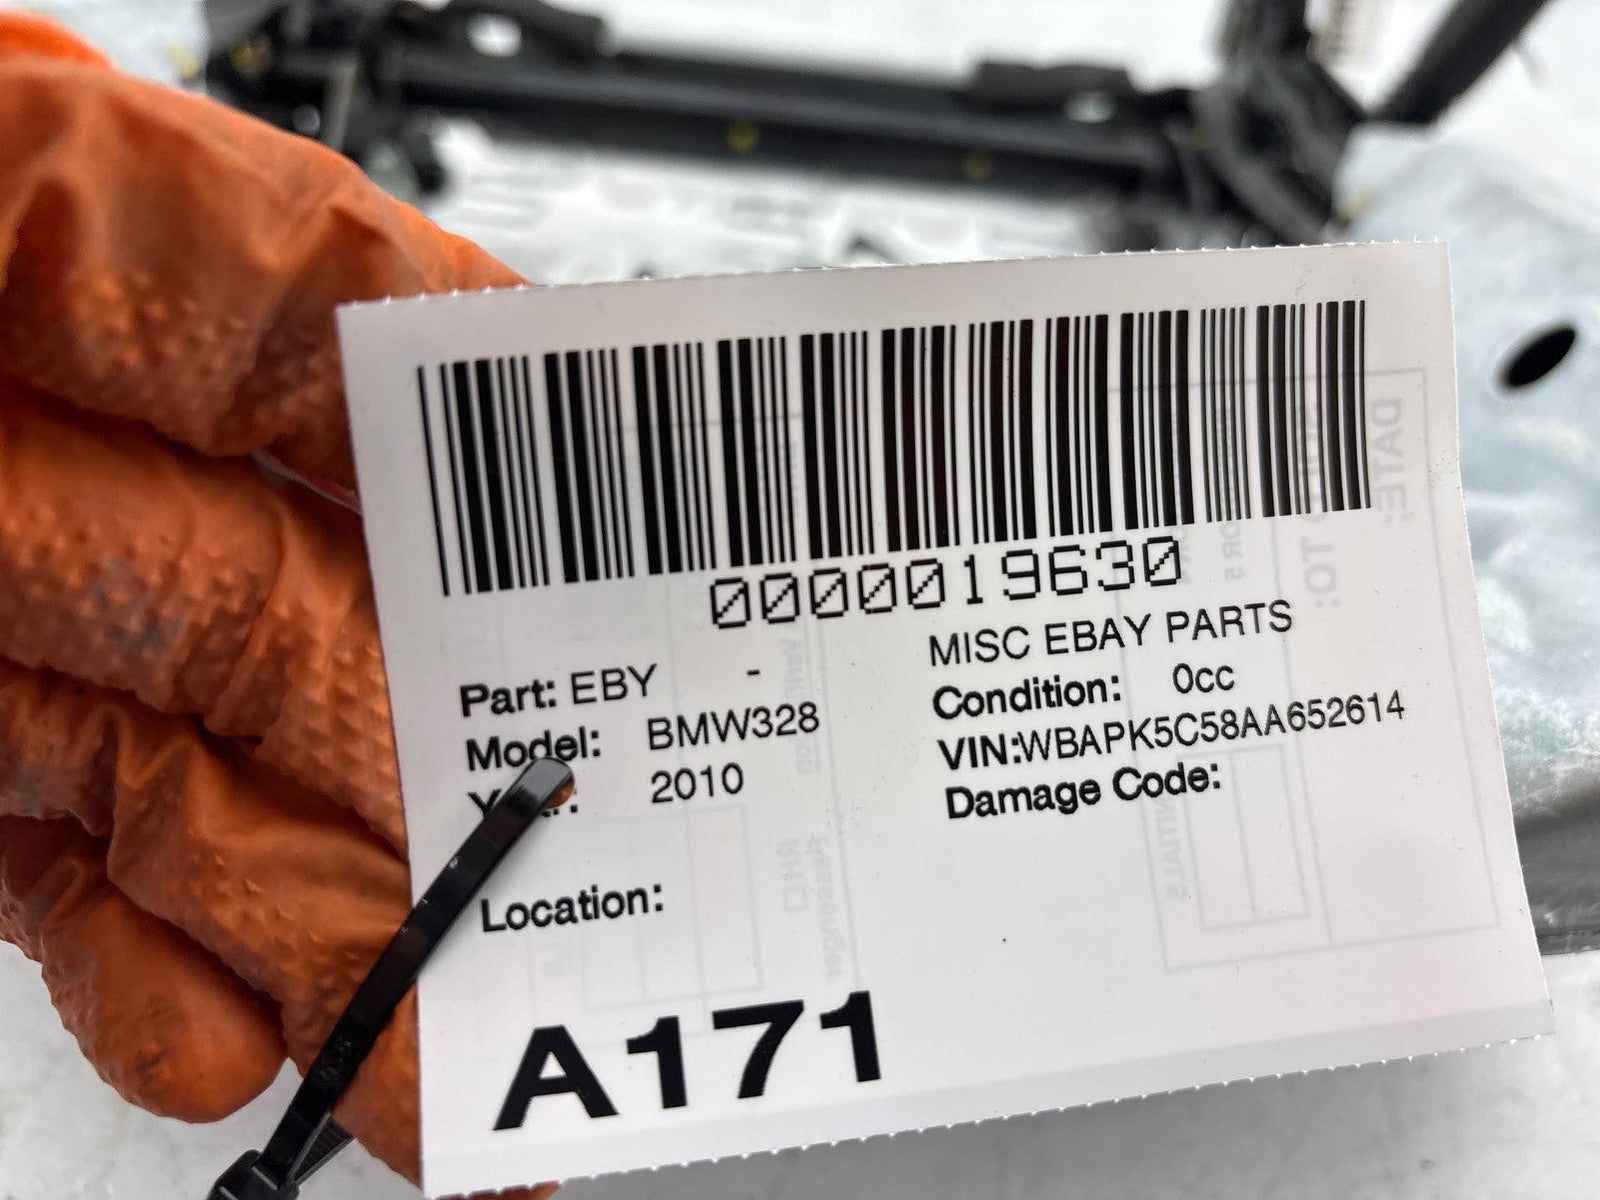 0000019630
Part: EBY - MISC EBAY PARTS
Model: BMW328 Condition: 0cc
2010 VIN:WBAPK5C58AA652614
Damage Code:
Location:
A171